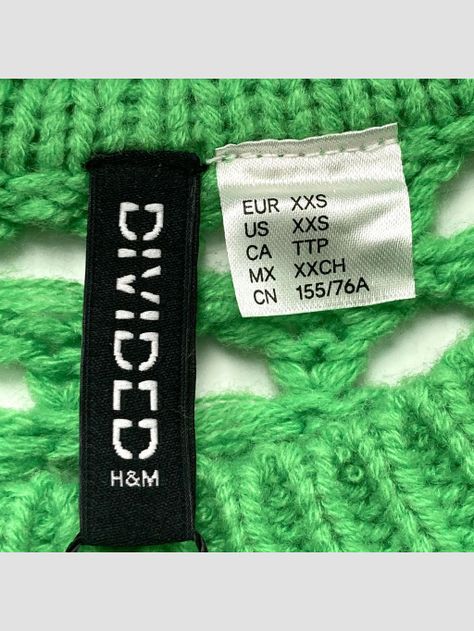 DIVIDED
H&M
EUR XXS
US XXS
CA TTP
MX XXCH
CN 155/76A